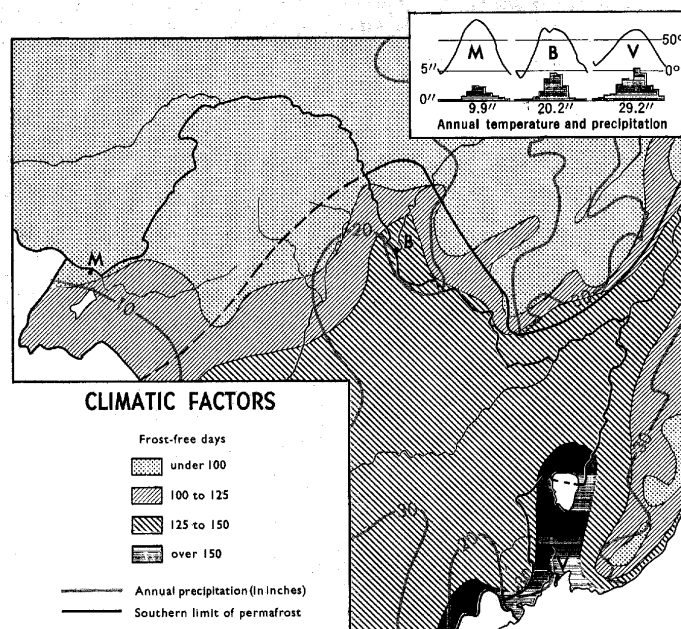 M B V
50°
0°
5"
0"
9.9" 20.2" 29.2"
Annual temperature and precipitation
M
20
B
10
30
30
30
20
V
CLIMATIC FACTORS
Frost-free days
under 100
100 to 125
125 to 150
over 150
Annual precipitation (in inches)
Southern limit of permafrost